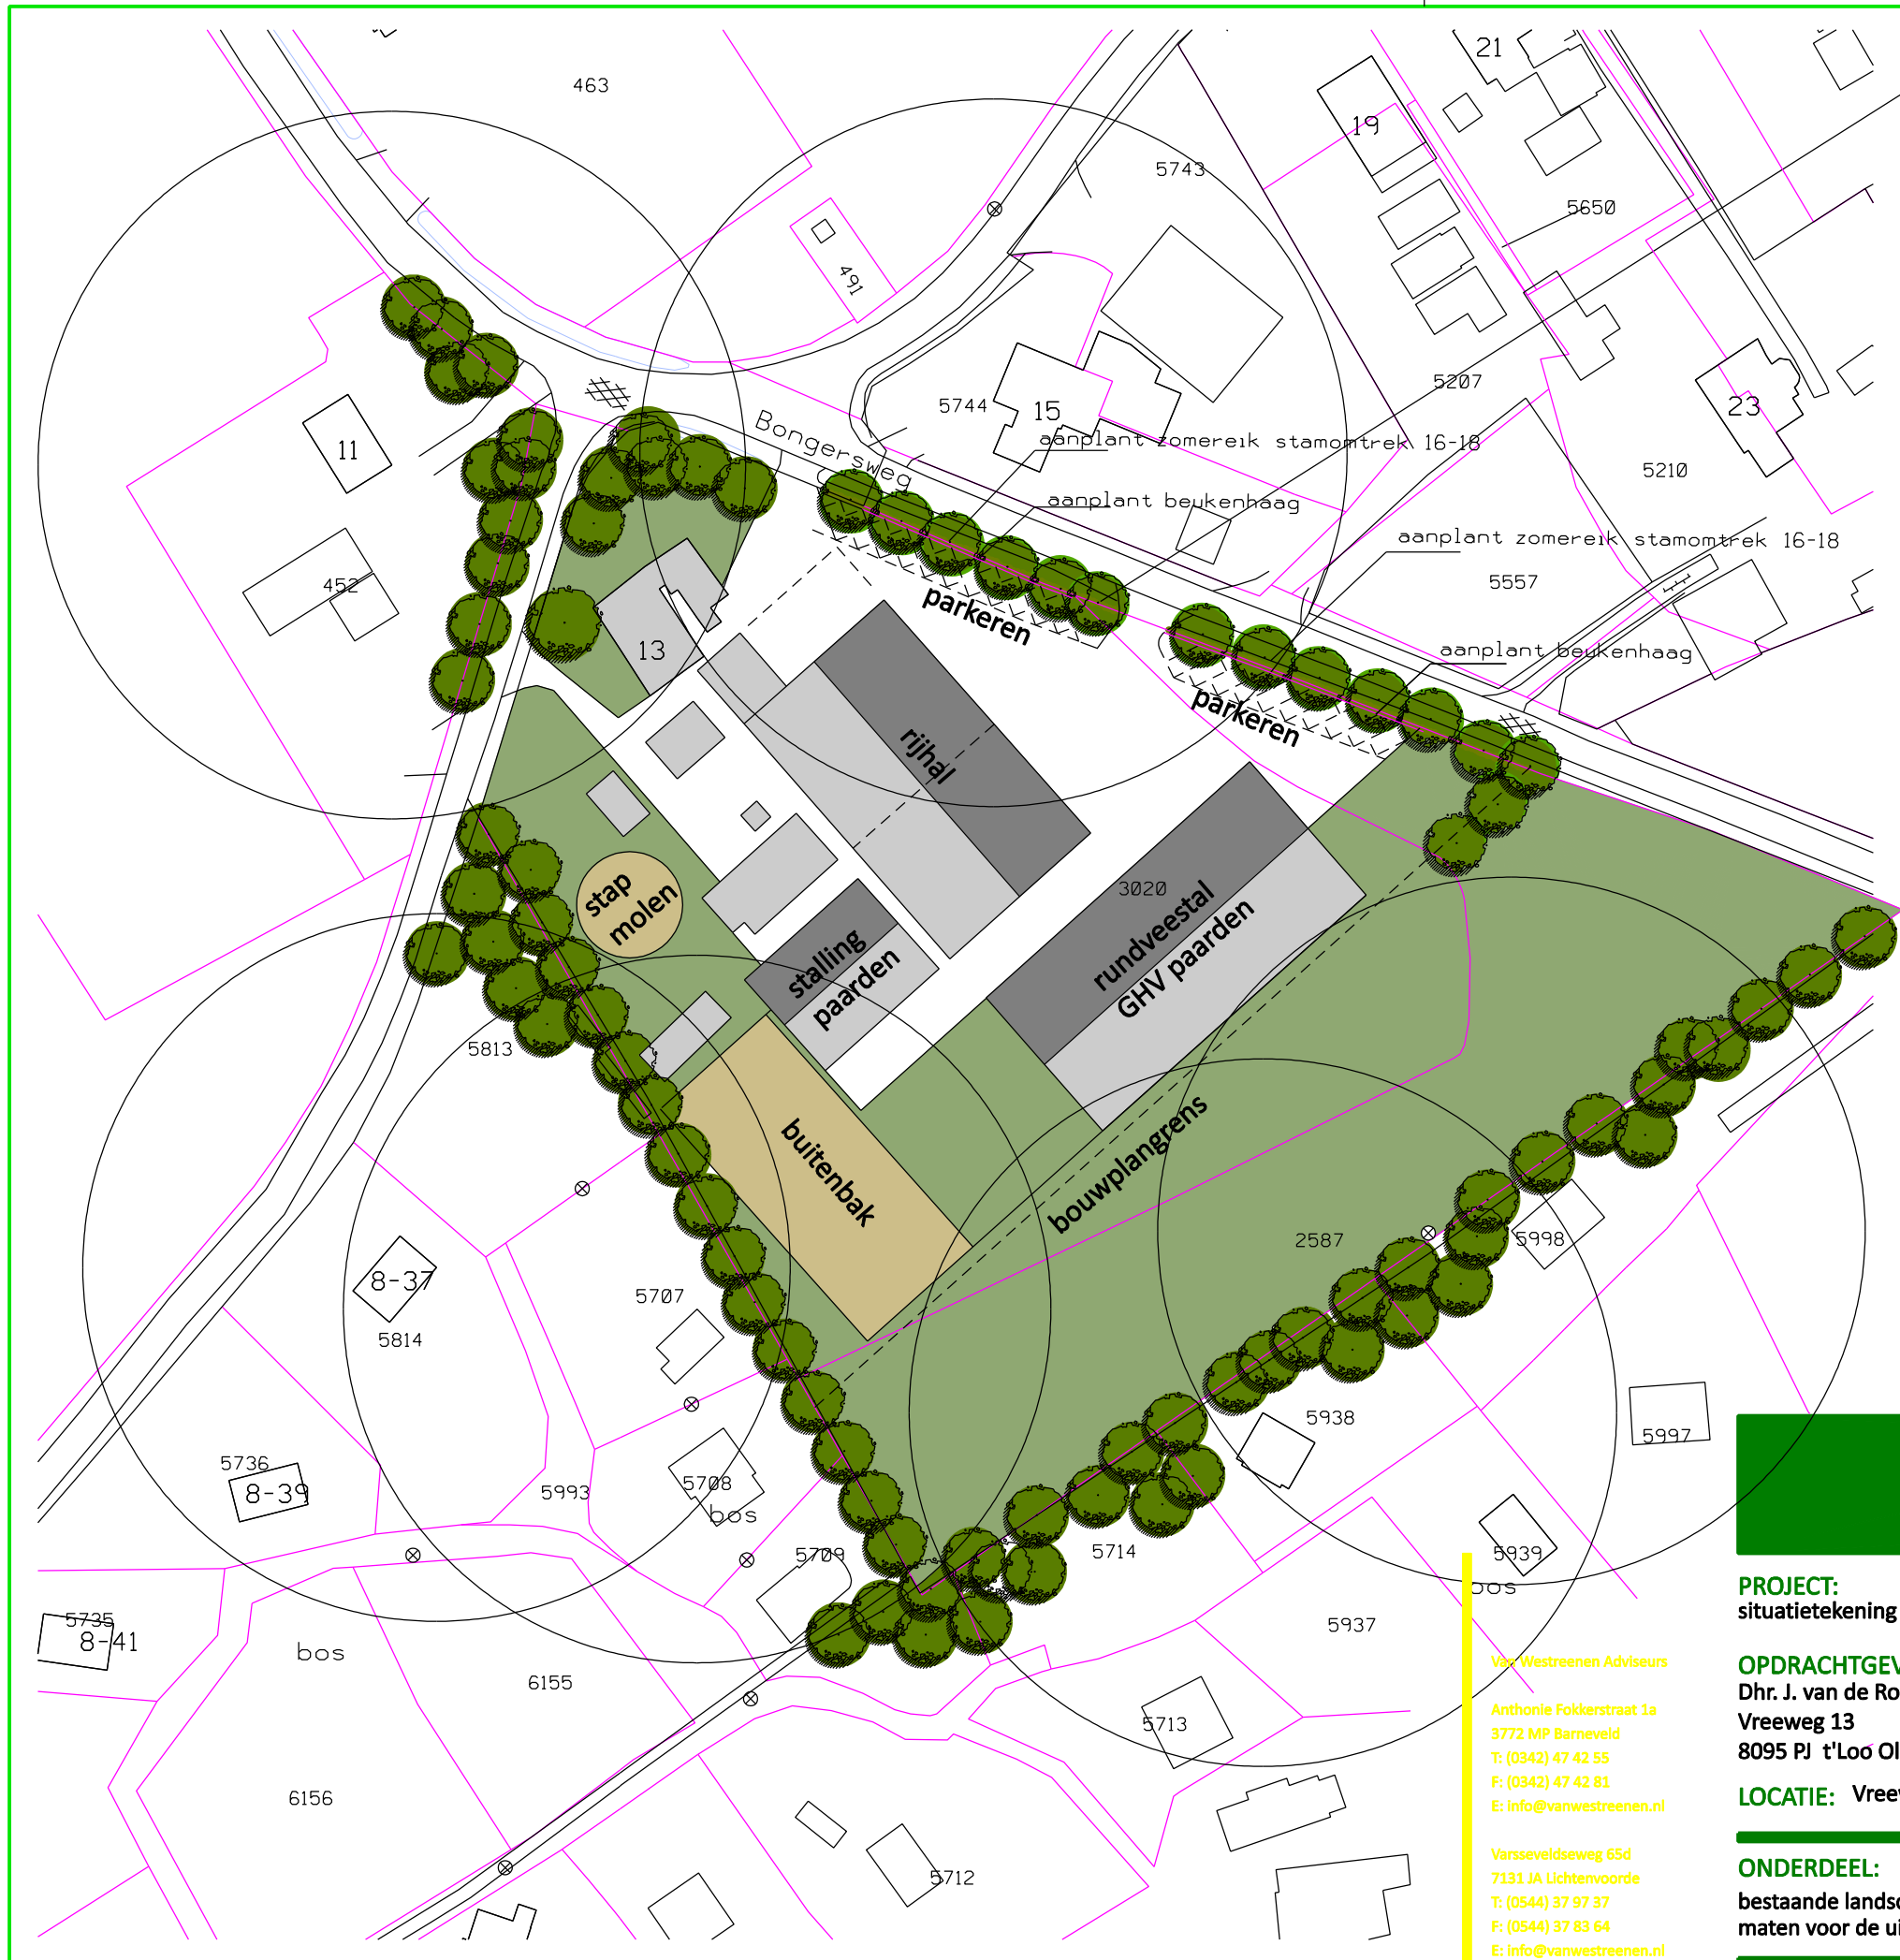 463
21
19
5743
5650
491
5207
5744
15
23
11
Bongersweg
aanplant zomereik stamomtrek 16-18
5210
aanplant beukenhaag
aanplant zomereik stamomtrek 16-18
452
5557
parkeren
13
aanplant beukenhaag
parkeren
rijhal
3020
stap
molen
stalling
paarden
rundveestal
GHV paarden
5813
buitenbak
bouwplangrens
2587
5998
8-37
5707
5814
5938
5997
5736
8-39
5993
5708
bos
5709
5714
5939
bos
5735
8-41
bos
5937
6155
5713
6156
5712
Van Westreenen Adviseurs
Anthonie Fokkerstraat 1a
3772 MP Barneveld
T: (0342) 47 42 55
F: (0342) 47 42 81
E: info@vanwestreenen.nl
Varsseveldseweg 65d
7131 JA Lichtenvoorde
T: (0544) 37 97 37
F: (0544) 37 83 64
E: info@vanwestreenen.nl
PROJECT:
situatietekening
OPDRACHTGEV
Dhr. J. van de Ro
Vreeweg 13
8095 PJ t'Loo Ol
LOCATIE: Vreew
ONDERDEEL:
bestaande landsc
maten voor de ui